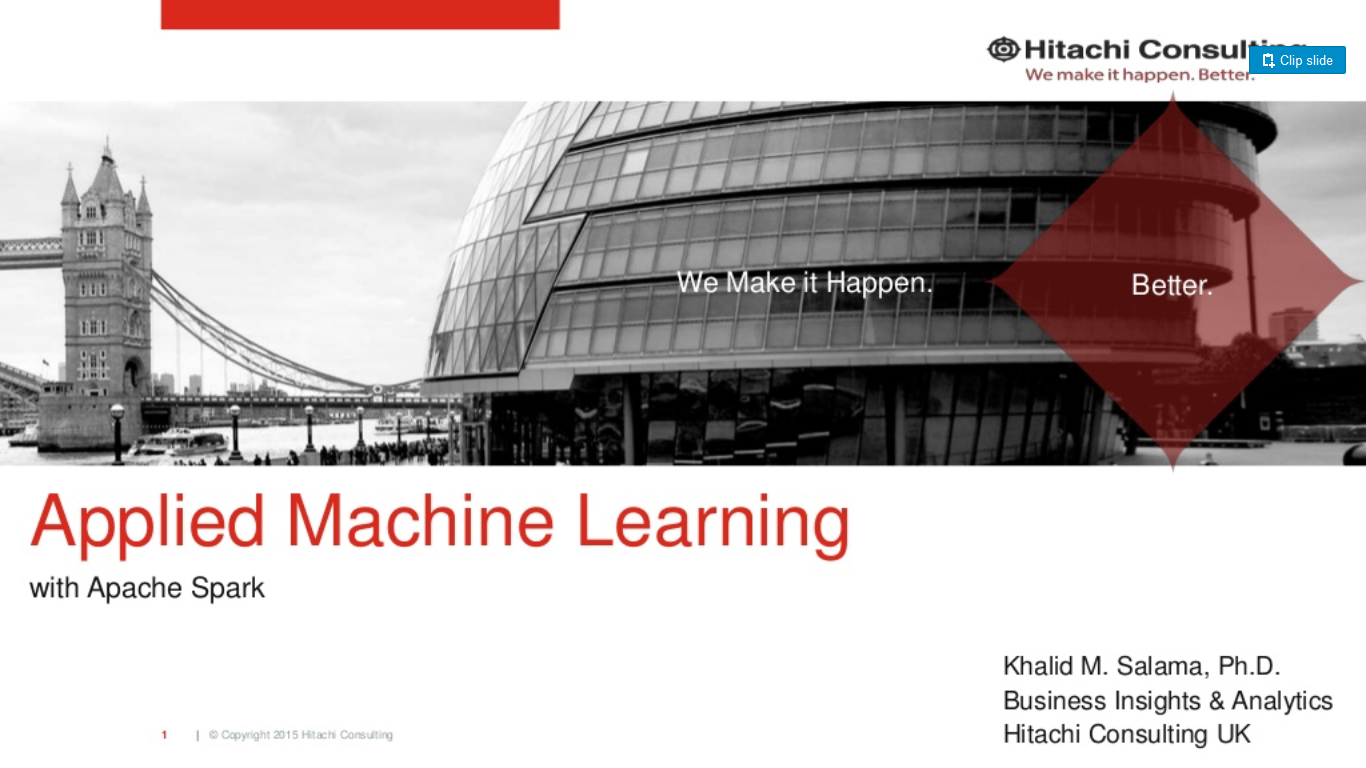 Hitachi Consulting
Clip slide
We make it happen. Better.
We Make it Happen.
Better.
Applied Machine Learning
with Apache Spark
Khalid M. Salama, Ph.D.
Business Insights & Analytics
Hitachi Consulting UK
1 | © Copyright 2015 Hitachi Consulting